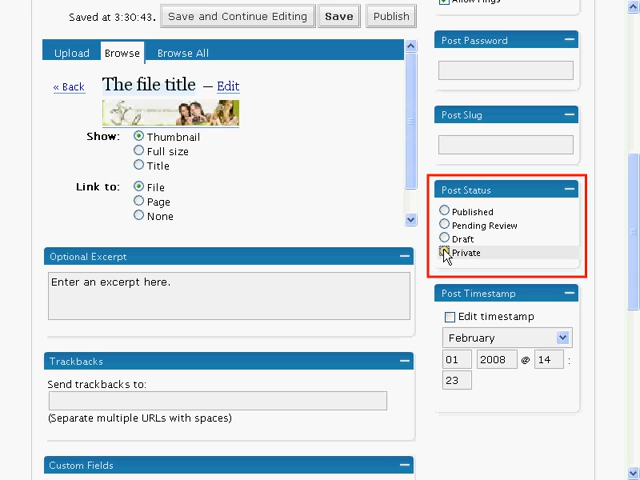 Saved at 3:30:43. Save and Continue Editing Save Publish
Allow Pings
Upload Browse Browse All
« Back The file title — Edit
Show: Thumbnail
Full size
Title
Link to: File
Page
None
Optional Excerpt
Enter an excerpt here.
Trackbacks
Send trackbacks to:
(Separate multiple URLs with spaces)
Custom Fields
Post Password
Post Slug
Post Status
Published
Pending Review
Draft
Private
Post Timestamp
Edit timestamp
February
01 2008 @ 14 :
23